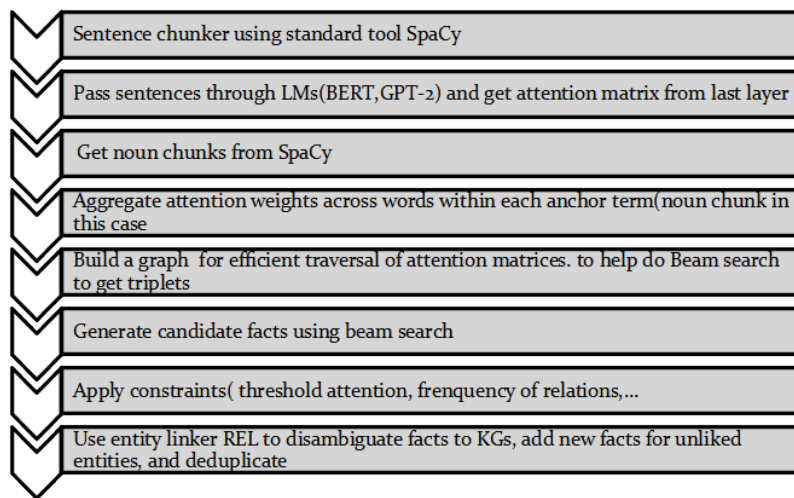 Sentence chunker using standard tool SpaCy
Pass sentences through LMs(BERT,GPT-2) and get attention matrix from last layer
Get noun chunks from SpaCy
Aggregate attention weights across words within each anchor term(noun chunk in
this case
Build a graph for efficient traversal of attention matrices. to help do Beam search
to get triplets
Generate candidate facts using beam search
Apply constraints( threshold attention, frenquency of relations,...
Use entity linker REL to disambiguate facts to KGs, add new facts for unliked
entities, and deduplicate